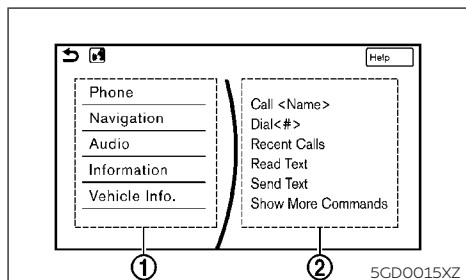 Help
Phone
Navigation
Audio
Information
Vehicle Info.
Call <Name>
Dial<#>
Recent Calls
Read Text
Send Text
Show More Commands
1
2
5GD0015XZ